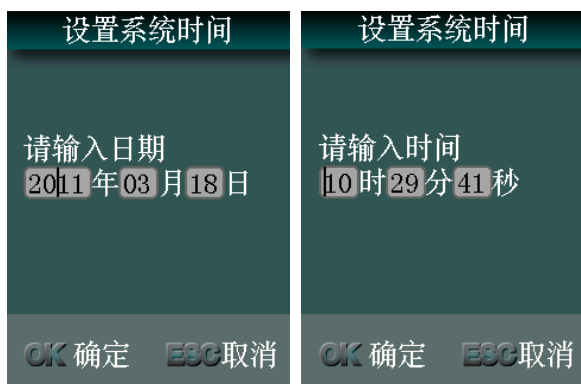 设置系统时间
请输入日期
2011年03月18日
OK 确定 ESC取消
设置系统时间
请输入时间
10时29分41秒
OK 确定 ESC取消